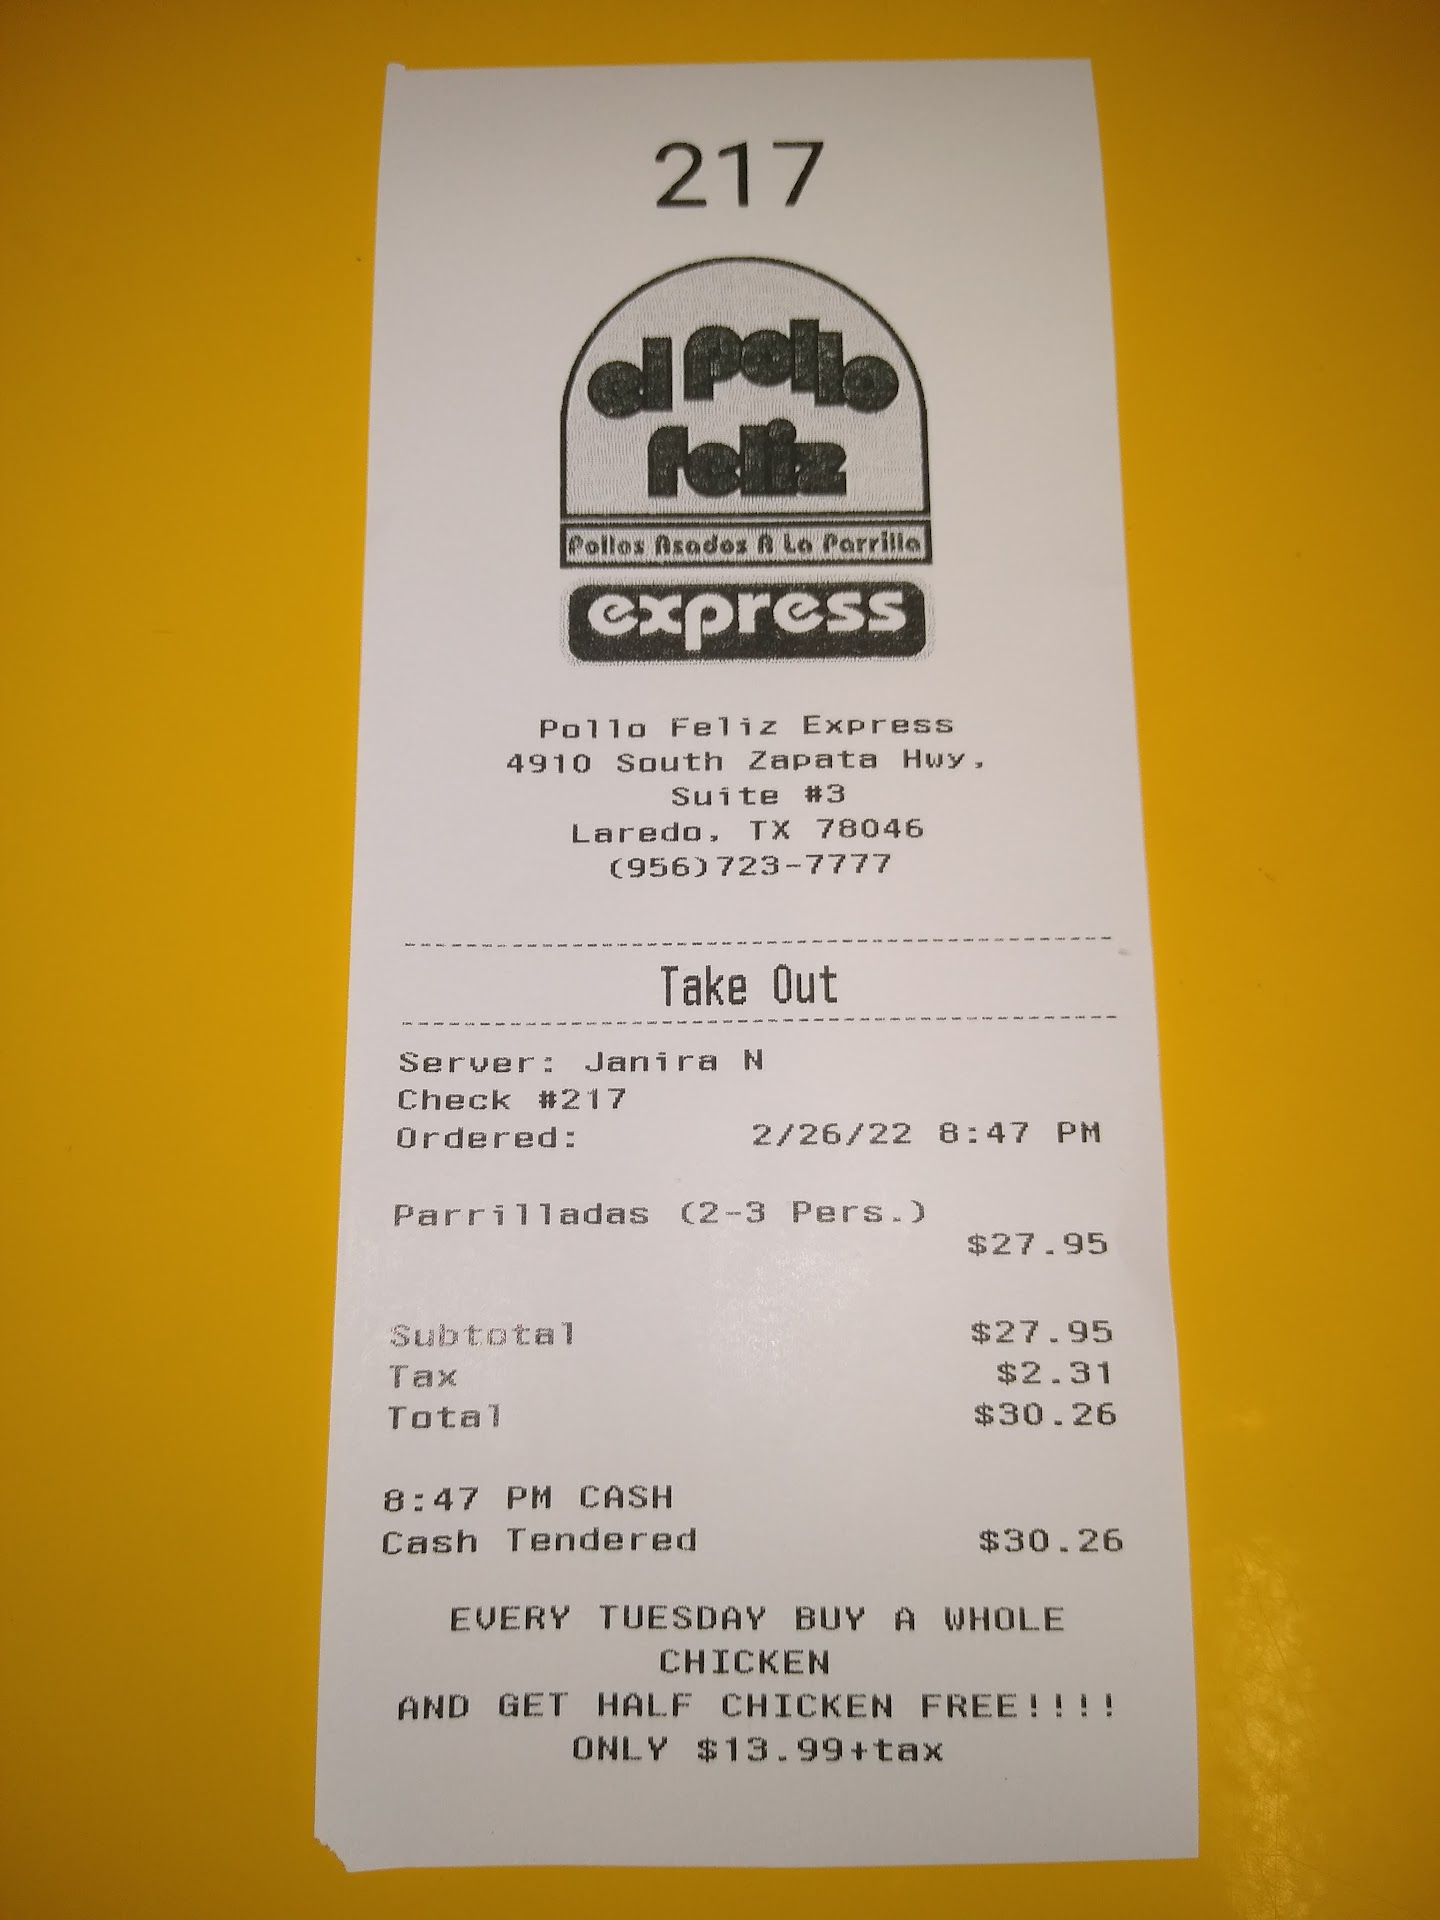 217
el pollo
feliz
Pollos Asados A La Parrilla
express
Pollo Feliz Express
4910 South Zapata Hwy,
Suite #3
Laredo, TX 78046
(956)723-7777
Take Out
Server: Janira N
Check #217
Ordered: 2/26/22 8:47 PM
Parrilladas (2-3 Pers.)
$27.95
Subtotal $27.95
Tax $2.31
Total $30.26
8:47 PM CASH
Cash Tendered $30.26
EVERY TUESDAY BUY A WHOLE
CHICKEN
AND GET HALF CHICKEN FREE!!!!
ONLY $13.99+tax